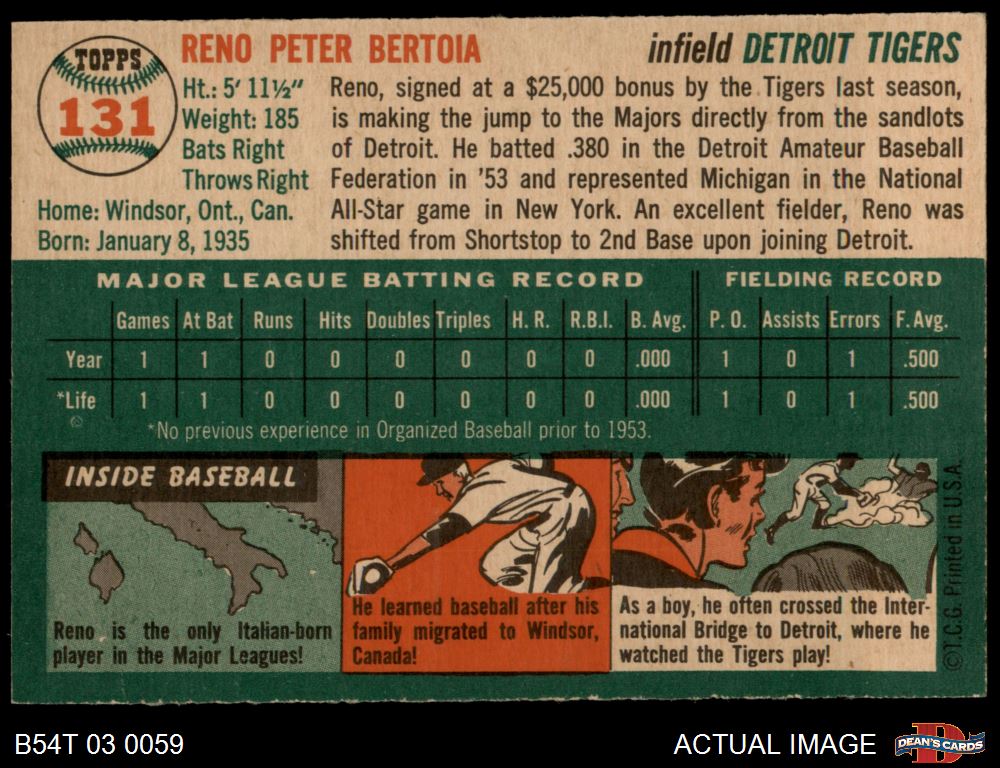 TOPPS
131
RENO PETER BERTOIA
infield DETROIT TIGERS
Ht.: 5' 11½"
Weight: 185
Bats Right
Throws Right
Home: Windsor, Ont., Can.
Born: January 8, 1935
Reno, signed at a $25,000 bonus by the Tigers last season,
is making the jump to the Majors directly from the sandlots
of Detroit. He batted .380 in the Detroit Amateur Baseball
Federation in '53 and represented Michigan in the National
All-Star game in New York. An excellent fielder, Reno was
shifted from Shortstop to 2nd Base upon joining Detroit.
MAJOR LEAGUE BATTING RECORD FIELDING RECORD
Games At Bat Runs Hits Doubles Triples H. R. R.B.I. B. Avg. P. O. Assists Errors F. Avg.
Year 1 1 0 0 0 0 0 0 .000 1 0 1 .500
*Life 1 1 0 0 0 0 0 0 .000 1 0 1 .500
*No previous experience in Organized Baseball prior to 1953.
INSIDE BASEBALL
Reno is the only Italian-born
player in the Major Leagues!
He learned baseball after his
family migrated to Windsor,
Canada!
As a boy, he often crossed the Inter-
national Bridge to Detroit, where he
watched the Tigers play!
©T.C.G. Printed in U.S.A.
B54T 03 0059
ACTUAL IMAGE
D
DEAN'S CARDS